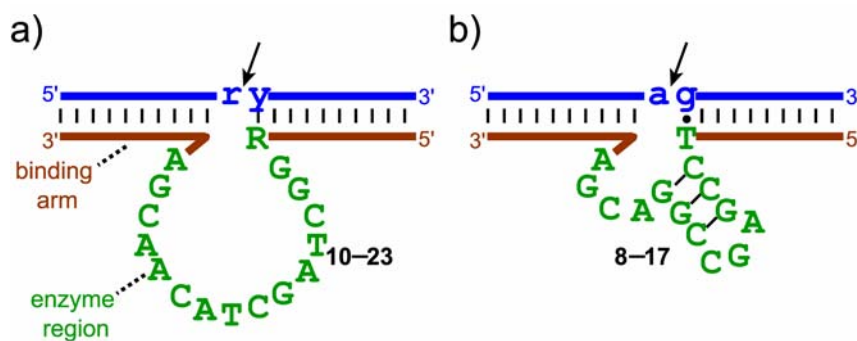 a)
5' r y 3'
3' 5'
binding arm
enzyme region
R G G C T A G C T A C A A C G A
10–23
b)
5' a g 3
3' 5
T C C G A G C C G G A C G A
8–17